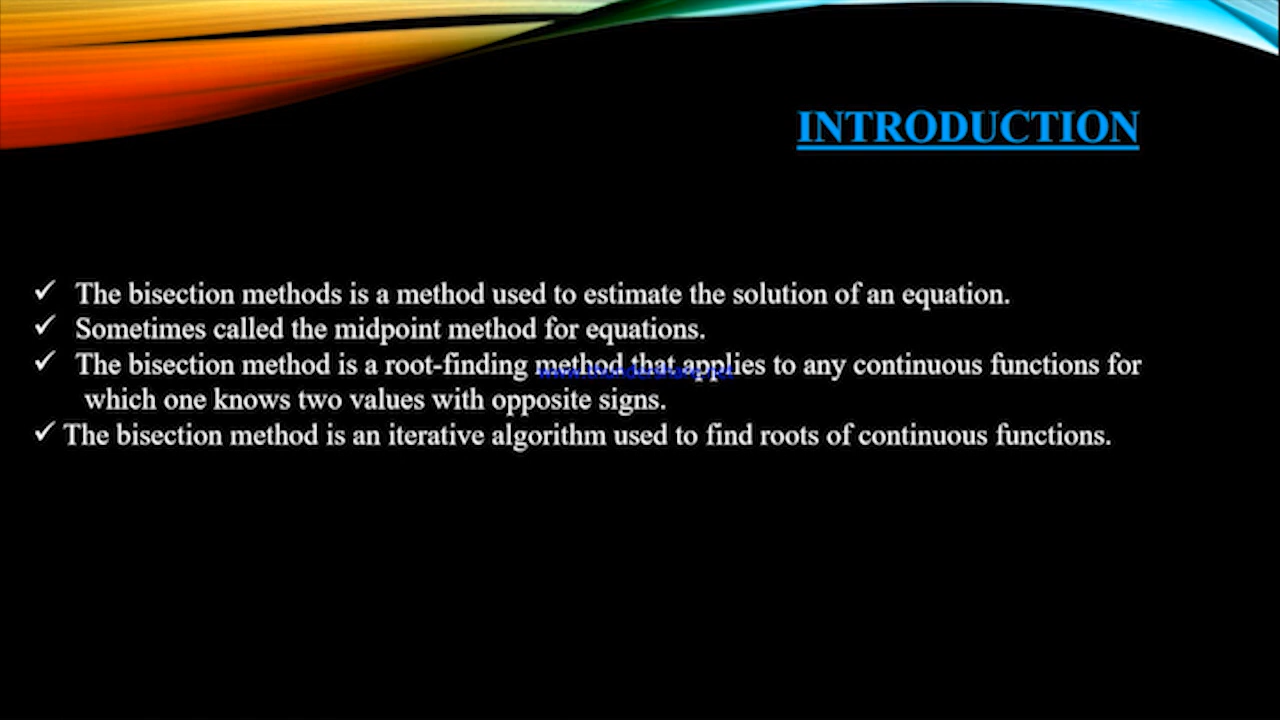 INTRODUCTION
✓ The bisection methods is a method used to estimate the solution of an equation.
✓ Sometimes called the midpoint method for equations.
✓ The bisection method is a root-finding method that applies to any continuous functions for
which one knows two values with opposite signs.
✓ The bisection method is an iterative algorithm used to find roots of continuous functions.
www.thundershare.net